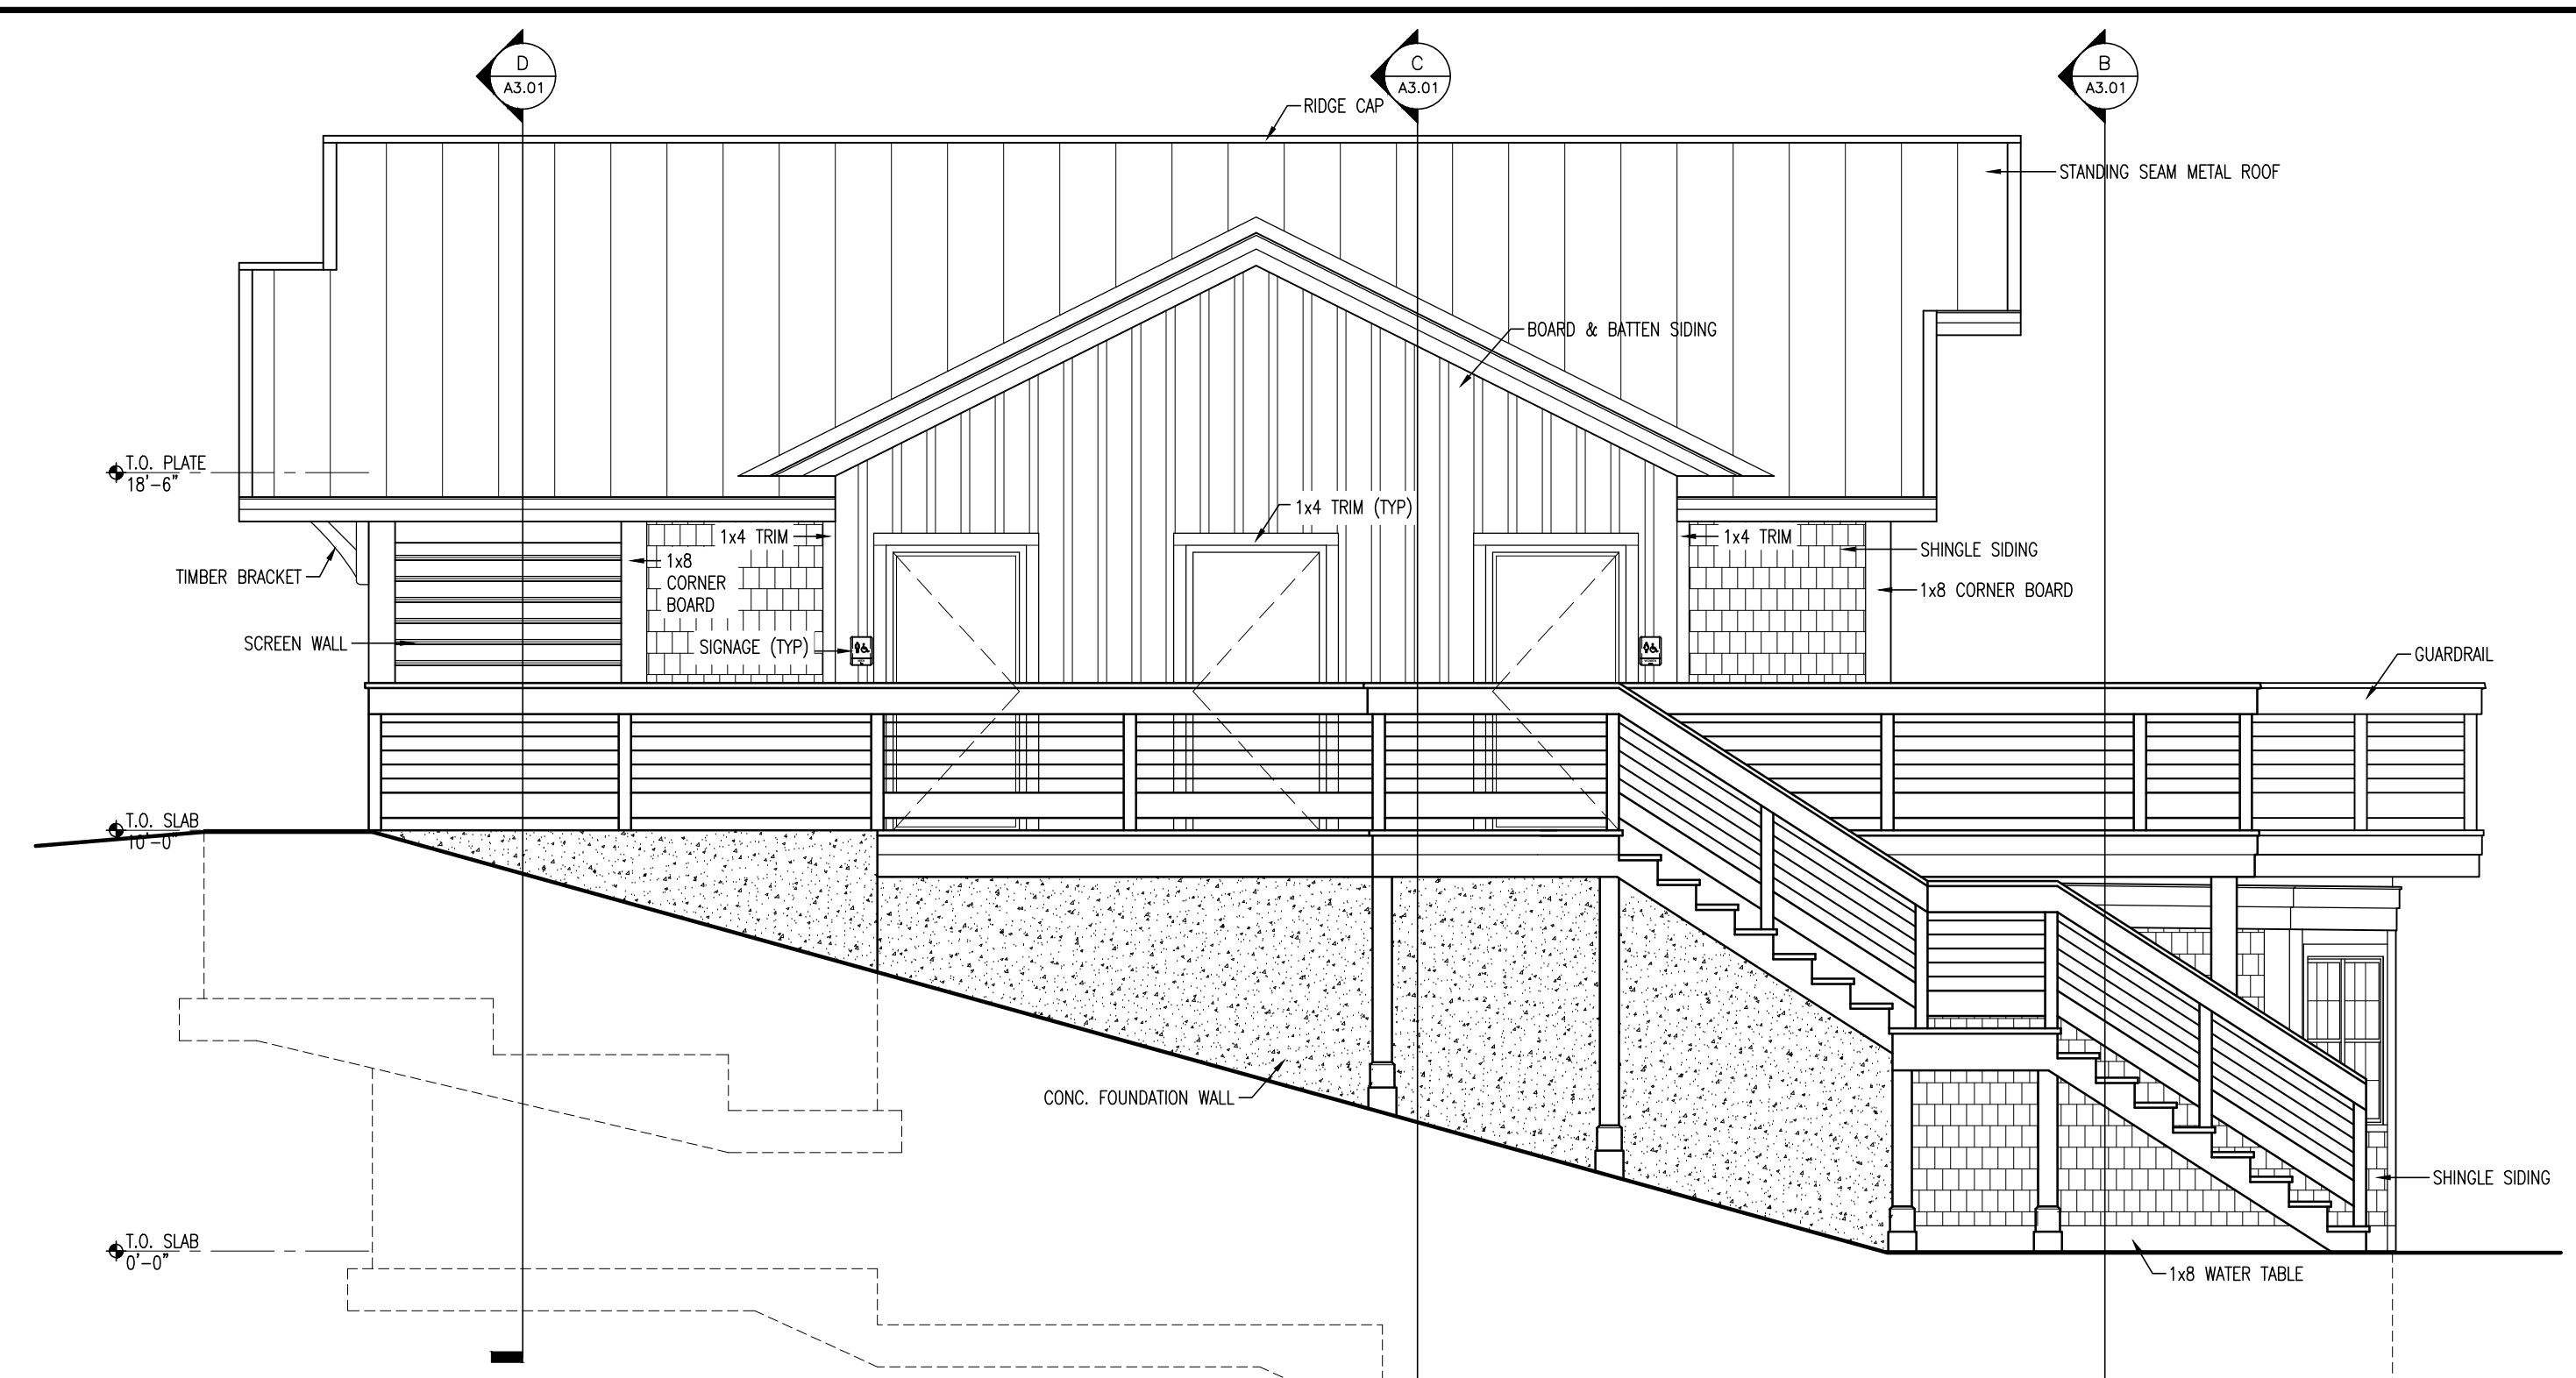 D
A3.01
C
A3.01
B
A3.01
RIDGE CAP
STANDING SEAM METAL ROOF
BOARD & BATTEN SIDING
T.O. PLATE
18'-6"
1x4 TRIM (TYP)
1x4 TRIM
1x4 TRIM
SHINGLE SIDING
1x8
CORNER
BOARD
TIMBER BRACKET
1x8 CORNER BOARD
SCREEN WALL
SIGNAGE (TYP)
GUARDRAIL
T.O. SLAB
10'-0"
CONC. FOUNDATION WALL
SHINGLE SIDING
T.O. SLAB
0'-0"
1x8 WATER TABLE